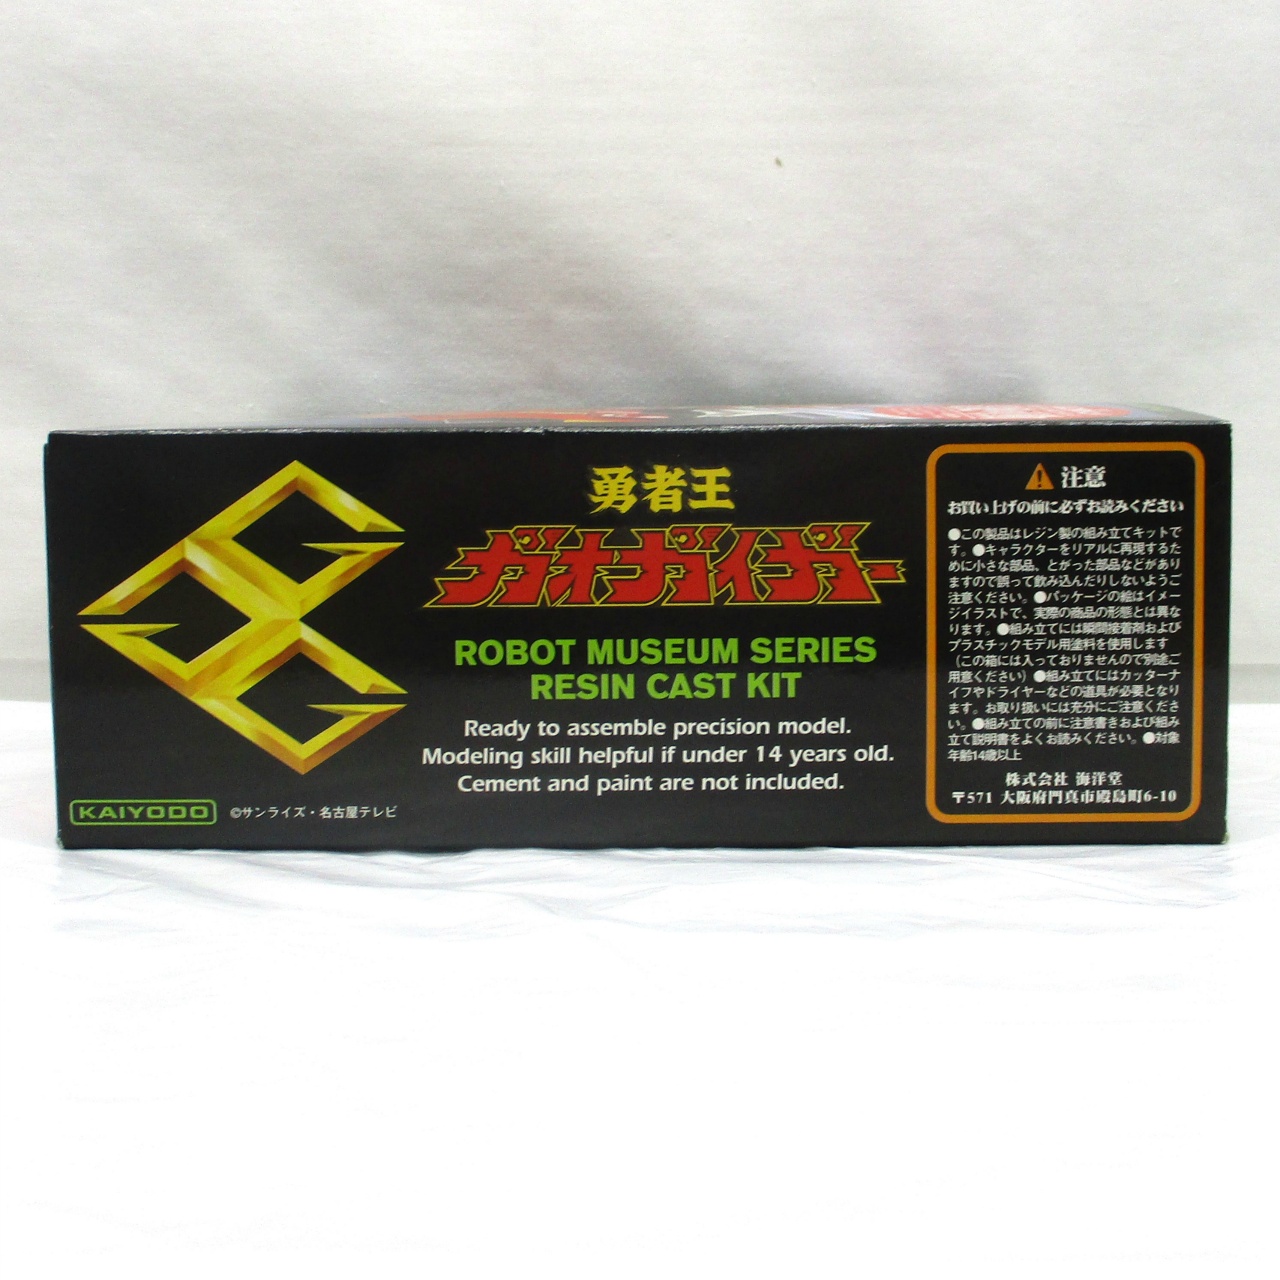 勇者王
ガオガイガー
ROBOT MUSEUM SERIES
RESIN CAST KIT
Ready to assemble precision model.
Modeling skill helpful if under 14 years old.
Cement and paint are not included.
KAIYODO
©サンライズ・名古屋テレビ
注意
お買い上げの前に必ずお読みください
●この製品はレジン製の組み立てキットで
す。●キャラクターをリアルに再現するた
めに小さな部品、とがった部品などがあり
ますので誤って飲み込んだりしないようご
注意ください。●パッケージの絵はイメー
ジイラストで、実際の商品の形態とは異な
ります。●組み立てには瞬間接着剤および
プラスチックモデル用塗料を使用します
(この箱には入っておりませんので別途ご
用意ください)●組み立てにはカッターナ
イフやドライヤーなどの道具が必要となり
ます。お取り扱いには充分にご注意くださ
い。●組み立ての前に注意書きおよび組み
立て説明書をよくお読みください。●対象
年齢14歳以上
株式会社 海洋堂
〒571 大阪府門真市殿島町6-10